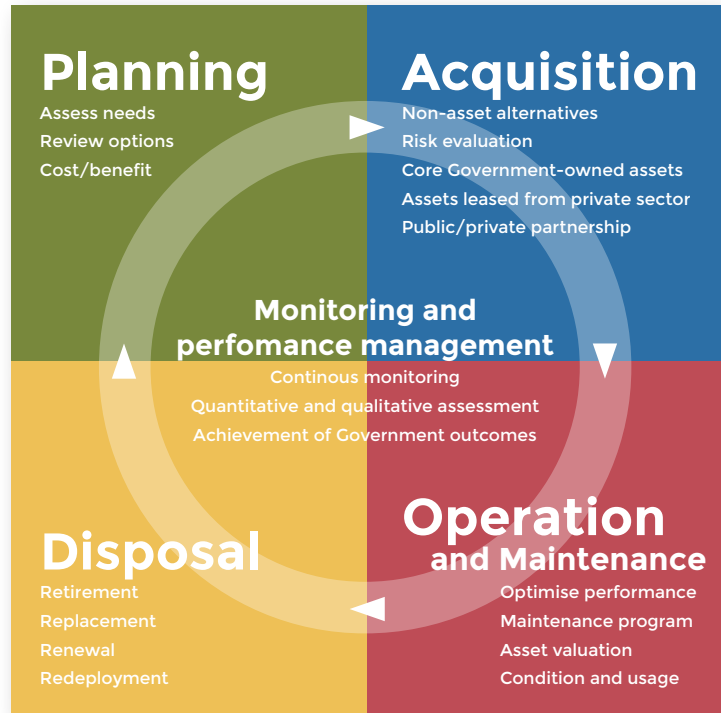 Planning
Assess needs
Review options
Cost/benefit
Acquisition
Non-asset alternatives
Risk evaluation
Core Government-owned assets
Assets leased from private sector
Public/private partnership
Monitoring and
perfomance management
Continous monitoring
Quantitative and qualitative assessment
Achievement of Government outcomes
Disposal
Retirement
Replacement
Renewal
Redeployment
Operation
and Maintenance
Optimise performance
Maintenance program
Asset valuation
Condition and usage